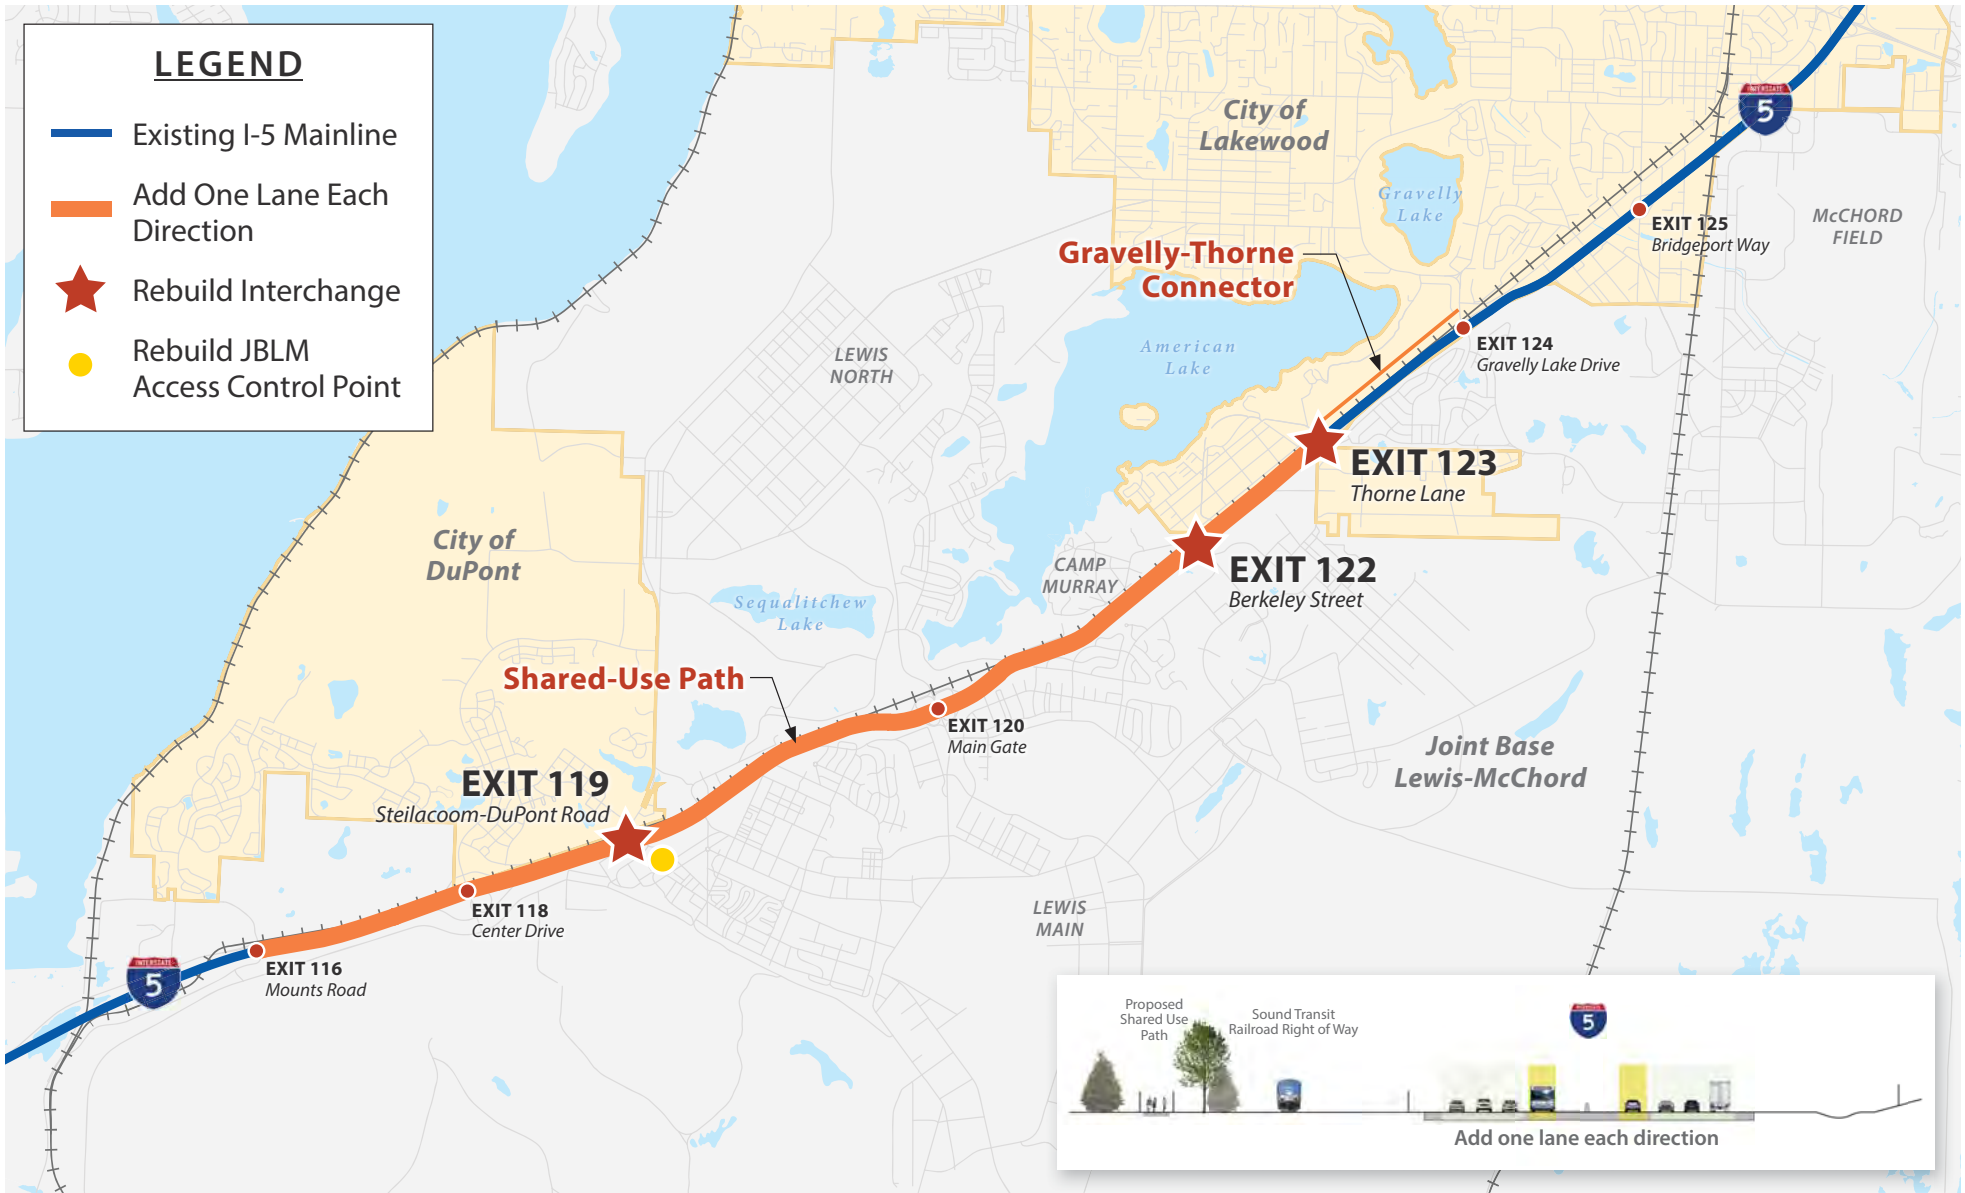 LEGEND
Existing I-5 Mainline
Add One Lane Each
Direction
Rebuild Interchange
Rebuild JBLM
Access Control Point
City of
Lakewood
Gravelly
Lake
INTERSTATE
5
McCHORD
FIELD
EXIT 125
Bridgeport Way
Gravelly-Thorne
Connector
American
Lake
EXIT 124
Gravelly Lake Drive
LEWIS
NORTH
EXIT 123
Thorne Lane
City of
DuPont
CAMP
MURRAY
EXIT 122
Berkeley Street
Sequalitchew
Lake
Shared-Use Path
EXIT 120
Main Gate
Joint Base
Lewis-McChord
EXIT 119
Steilacoom-DuPont Road
EXIT 118
Center Drive
LEWIS
MAIN
EXIT 116
Mounts Road
INTERSTATE
5
Proposed
Shared Use
Path
Sound Transit
Railroad Right of Way
INTERSTATE
5
Add one lane each direction